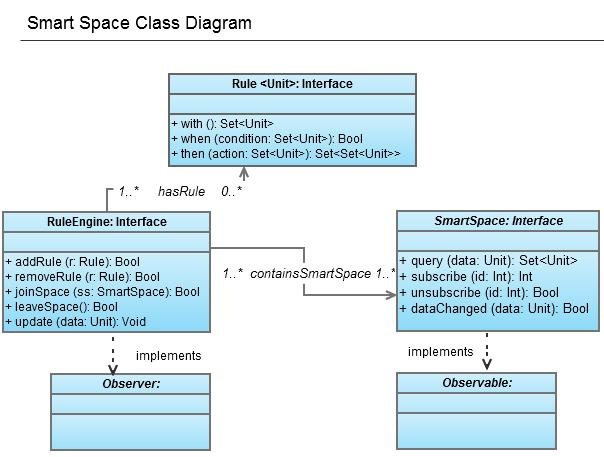 Smart Space Class Diagram
Rule <Unit>: Interface
+ with (): Set<Unit>
+ when (condition: Set<Unit>): Bool
+ then (action: Set<Unit>): Set<Set<Unit>>
1..* hasRule 0..*
RuleEngine: Interface
+ addRule (r: Rule): Bool
+ removeRule (r: Rule): Bool
+ joinSpace (ss: SmartSpace): Bool
+ leaveSpace(): Bool
+ update (data: Unit): Void
1..* containsSmartSpace 1..*
SmartSpace: Interface
+ query (data: Unit): Set<Unit>
+ subscribe (id: Int): Int
+ unsubscribe (id: Int): Bool
+ dataChanged (data: Unit): Bool
implements
implements
Observer:
Observable: